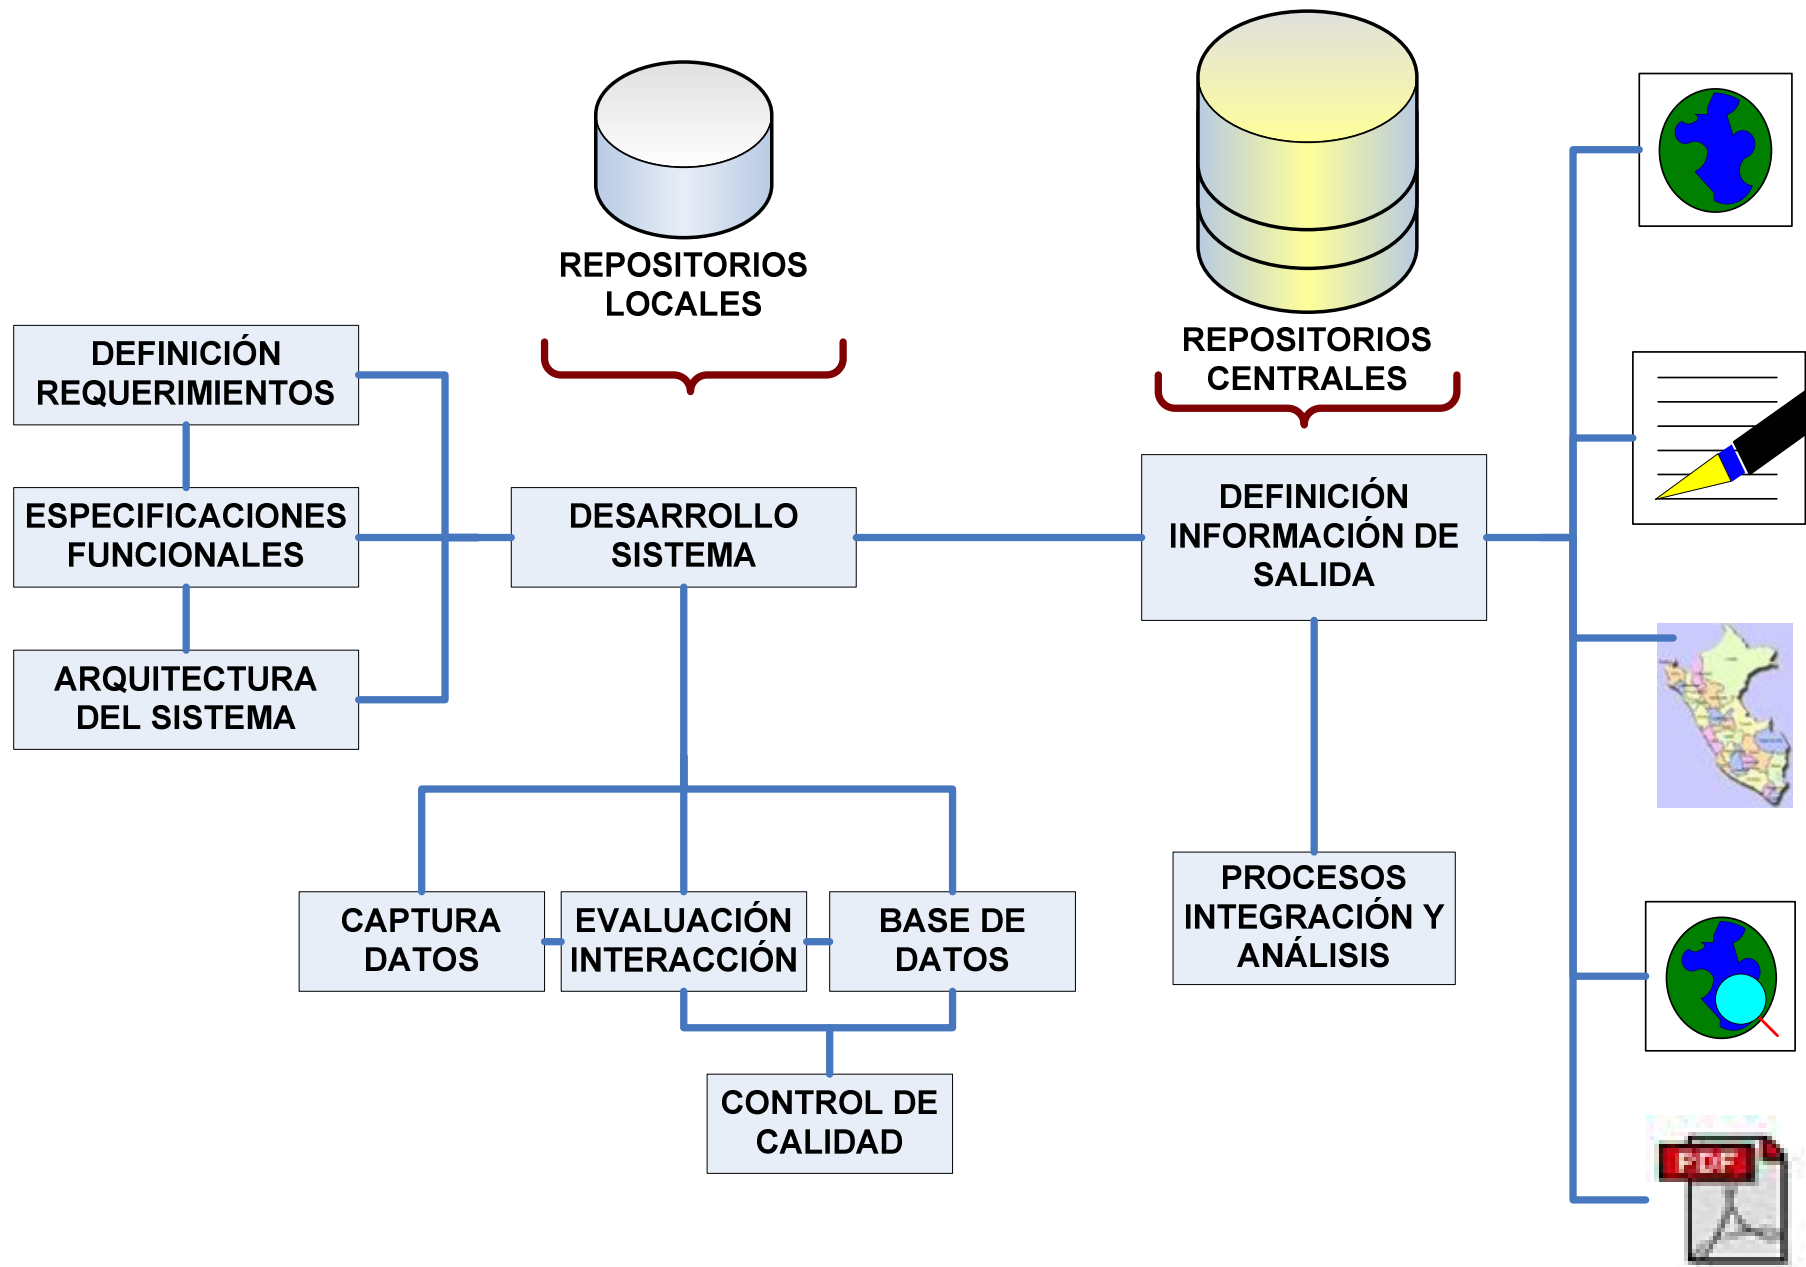 REPOSITORIOS
LOCALES
REPOSITORIOS
CENTRALES
DEFINICIÓN
REQUERIMIENTOS
ESPECIFICACIONES
FUNCIONALES
ARQUITECTURA
DEL SISTEMA
DESARROLLO
SISTEMA
DEFINICIÓN
INFORMACIÓN DE
SALIDA
CAPTURA
DATOS
EVALUACIÓN
INTERACCIÓN
BASE DE
DATOS
CONTROL DE
CALIDAD
PROCESOS
INTEGRACIÓN Y
ANÁLISIS
PDF